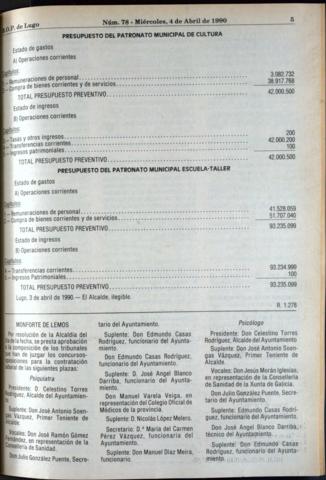 B.O.P. de Lugo
Núm. 78 - Miércoles, 4 de Abril de 1990
5
PRESUPUESTO DEL PATRONATO MUNICIPAL DE CULTURA
Estado de gastos
A) Operaciones corrientes
Capítulos:
— Remuneraciones de personal 3.082.732
— Compra de bienes corrientes y de servicios 38.917.768
TOTAL PRESUPUESTO PREVENTIVO 42.000.500
Estado de ingresos
B) Operaciones corrientes
Capítulos:
— Tasas y otros ingresos 200
— Transferencias corrientes 42.000.200
— Ingresos patrimoniales 100
TOTAL PRESUPUESTO PREVENTIVO 42.000.500
PRESUPUESTO DEL PATRONATO MUNICIPAL ESCUELA-TALLER
Estado de gastos
A) Operaciones corrientes
Capítulos:
— Remuneraciones de personal 41.528.059
— Compra de bienes corrientes y de servicios 51.707.040
TOTAL PRESUPUESTO PREVENTIVO 93.235.099
Estado de ingresos
B) Operaciones corrientes
Capítulos:
— Transferencias corrientes 93.234.999
— Ingresos Patrimoniales 100
TOTAL PRESUPUESTO PREVENTIVO 93.235.099
Lugo, 3 de abril de 1990.— El Alcalde, ilegible.
R. 1.278
MONFORTE DE LEMOS
Por resolución de la Alcaldía del
día de la fecha, se presta aprobación
a la composición de los tribunales
que han de juzgar los concursos-
oposiciones para la contratación
laboral de las siguientes plazas:
Psiquiatra
Presidente: D. Celestino Torres
Rodríguez, Alcalde del Ayuntamien-
to.
Suplente: Don José Antonio Soen-
gas Vázquez, Primer Teniente de
Alcalde.
Vocales: Don José Ramón Gómez
Fernández, en representación de la
Consellería de Sanidad.
Don Julio González Puente, Secre-
tario del Ayuntamiento.
Suplente: Don Edmundo Casas
Rodríguez, funcionario del Ayunta-
miento.
Don Edmundo Casas Rodríguez,
funcionario del Ayuntamiento.
Suplente: D. José Angel Blanco
Darriba, funcionario del Ayunta-
miento.
Don Manuel Varela Veiga, en
representación del Colegio Oficial de
Médicos de la provincia.
Suplente: D. Nicolás López Melero.
Secretario: D.ª María del Carmen
Pérez Vázquez, funcionaria del
Ayuntamiento.
Suplente: Don Manuel Díaz Meira,
funcionario.
Psicólogo
Presidente: Don Celestino Torres
Rodríguez, Alcalde del Ayuntamiento
Suplente: Don José Antonio Soen-
gas Vázquez, Primer Teniente de
Alcalde.
Vocales: Don Jesús Morán Iglesias,
en representación de la Consellería
de Sanidad de la Xunta de Galicia.
Don Julio González Puente, Secre-
tario del Ayuntamiento.
Suplente: Edmundo Casas Rodrí-
guez, funcionario del Ayuntamiento.
Don José Angel Blanco Darriba,
técnico del Ayuntamiento.
Suplente: Don Edmundo Casas
Rodríguez, funcionario del Ayunta-
miento.